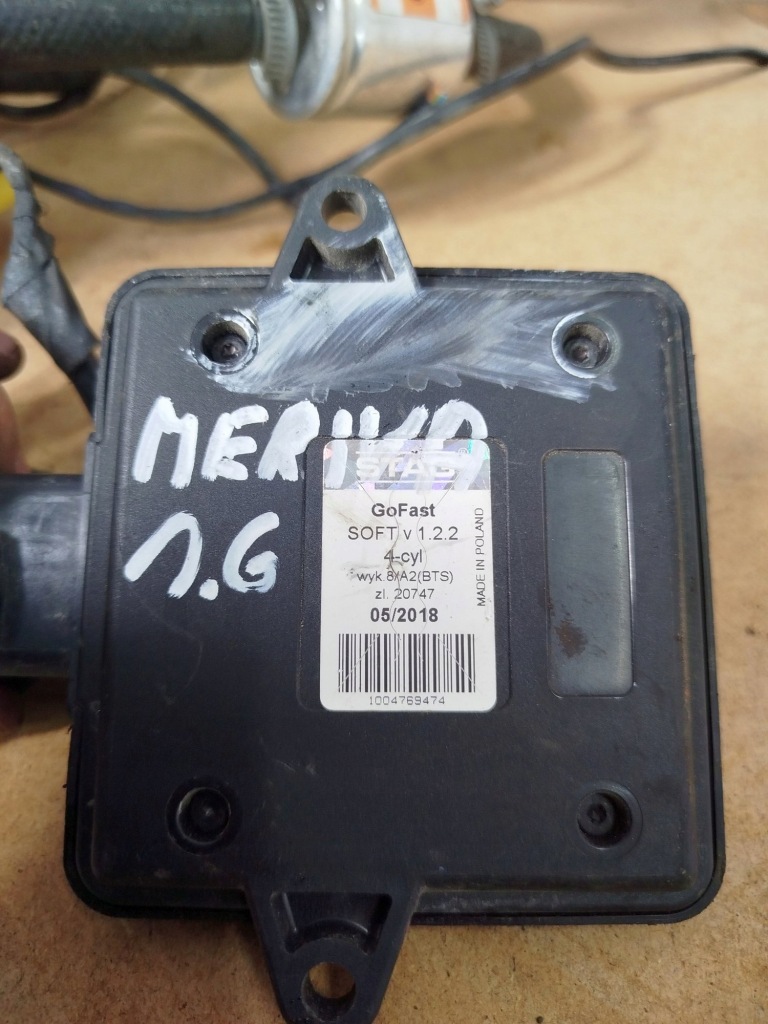 MERIVA
1.6
STAG
GoFast
SOFT v 1.2.2
4-cyl
wyk.8/A2(BTS)
zl. 20747
05/2018
1004769474
MADE IN POLAND